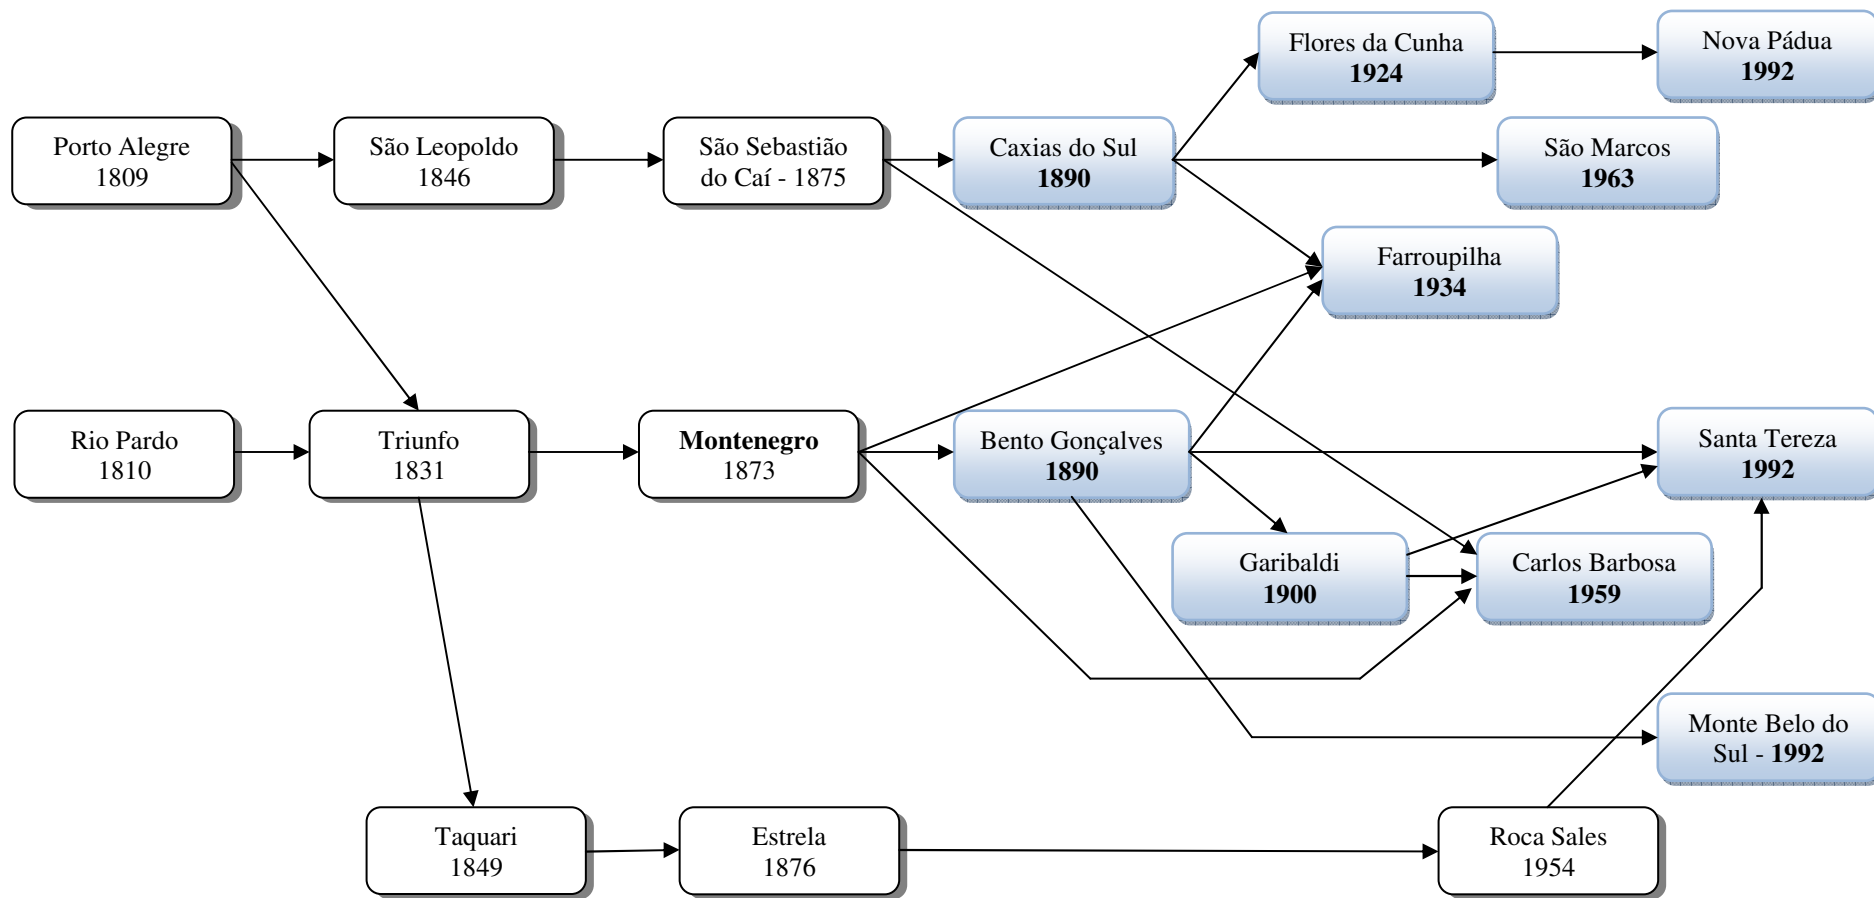 Flores da Cunha
1924
Nova Pádua
1992
Porto Alegre
1809
São Leopoldo
1846
São Sebastião
do Caí - 1875
Caxias do Sul
1890
São Marcos
1963
Farroupilha
1934
Rio Pardo
1810
Triunfo
1831
Montenegro
1873
Bento Gonçalves
1890
Santa Tereza
1992
Garibaldi
1900
Carlos Barbosa
1959
Monte Belo do
Sul - 1992
Taquari
1849
Estrela
1876
Roca Sales
1954